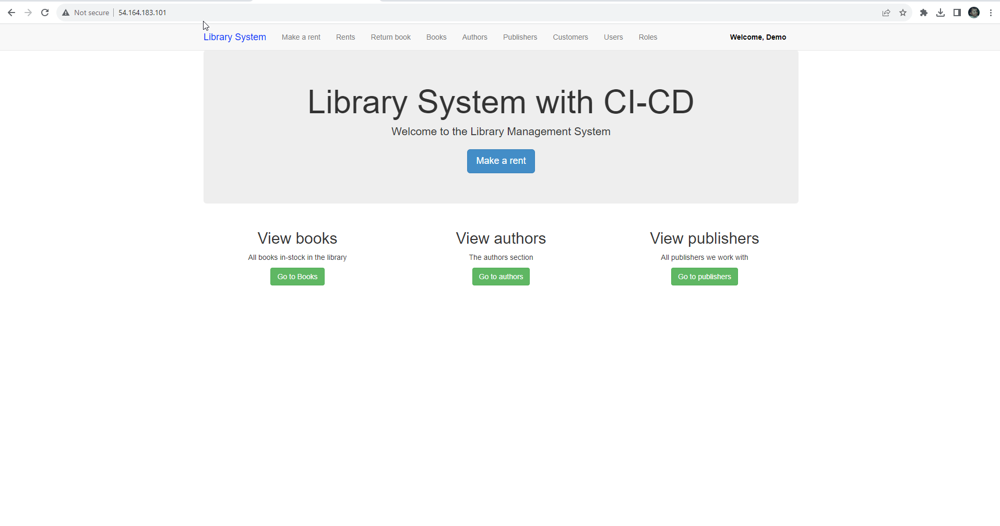 Not secure 54.164.183.101
Library System Make a rent Rents Return book Books Authors Publishers Customers Users Roles Welcome, Demo
Library System with CI-CD
Welcome to the Library Management System
Make a rent
View books View authors View publishers
All books in-stock in the library The authors section All publishers we work with
Go to Books Go to authors Go to publishers